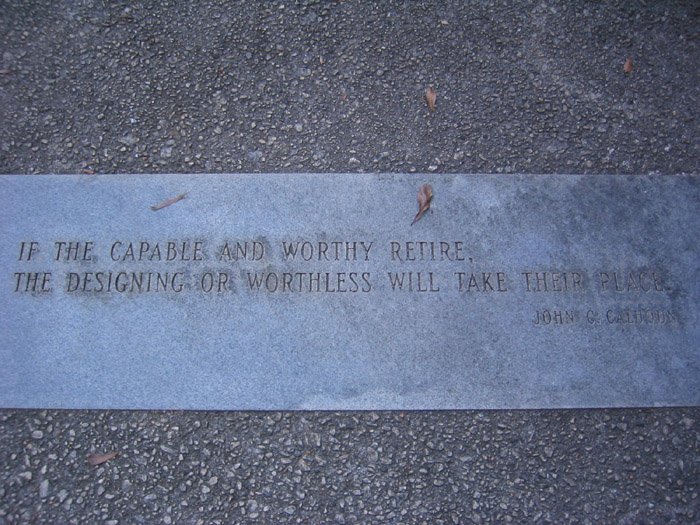 IF THE CAPABLE AND WORTHY RETIRE,
THE DESIGNING OR WORTHLESS WILL TAKE THEIR PLACE.
JOHN C. CALHOUN